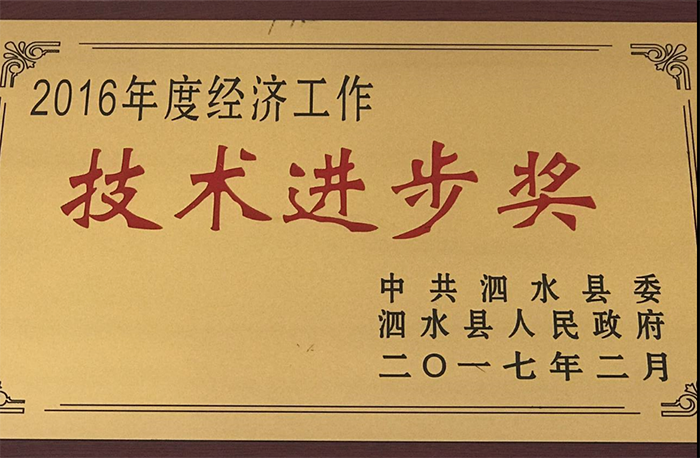 2016年度经济工作
技术进步奖
中共泗水县委
泗水县人民政府
二〇一七年二月